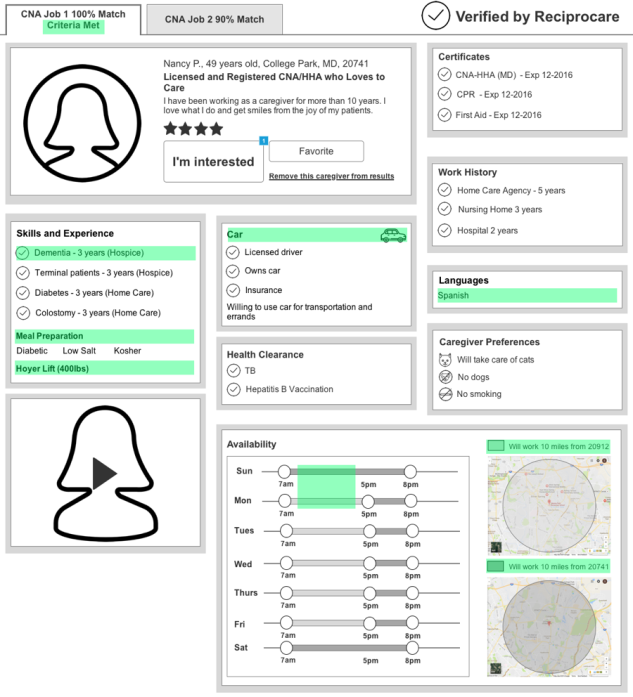 CNA Job 1 100% Match
Criteria Met
CNA Job 2 90% Match
Verified by Reciprocare
Nancy P., 49 years old, College Park, MD, 20741
Licensed and Registered CNA/HHA who Loves to
Care
I have been working as a caregiver for more than 10 years. I
love what I do and get smiles from the joy of my patients.
1
I'm interested
Favorite
Remove this caregiver from results
Certificates
CNA-HHA (MD) - Exp 12-2016
CPR - Exp 12-2016
First Aid - Exp 12-2016
Work History
Home Care Agency - 5 years
Nursing Home 3 years
Hospital 2 years
Skills and Experience
Dementia - 3 years (Hospice)
Terminal patients - 3 years (Hospice)
Diabetes - 3 years (Home Care)
Colostomy - 3 years (Home Care)
Meal Preparation
Diabetic Low Salt Kosher
Hoyer Lift (400lbs)
Car
Licensed driver
Owns car
Insurance
Willing to use car for transportation and
errands
Health Clearance
TB
Hepatitis B Vaccination
Languages
Spanish
Caregiver Preferences
Will take care of cats
No dogs
No smoking
Availability
Sun
7am 5pm 8pm
Mon
7am 5pm 8pm
Tues
7am 5pm 8pm
Wed
7am 5pm 8pm
Thurs
7am 5pm 8pm
Fri
7am 5pm 8pm
Sat
7am 5pm 8pm
Will work 10 miles from 20912
Will work 10 miles from 20741